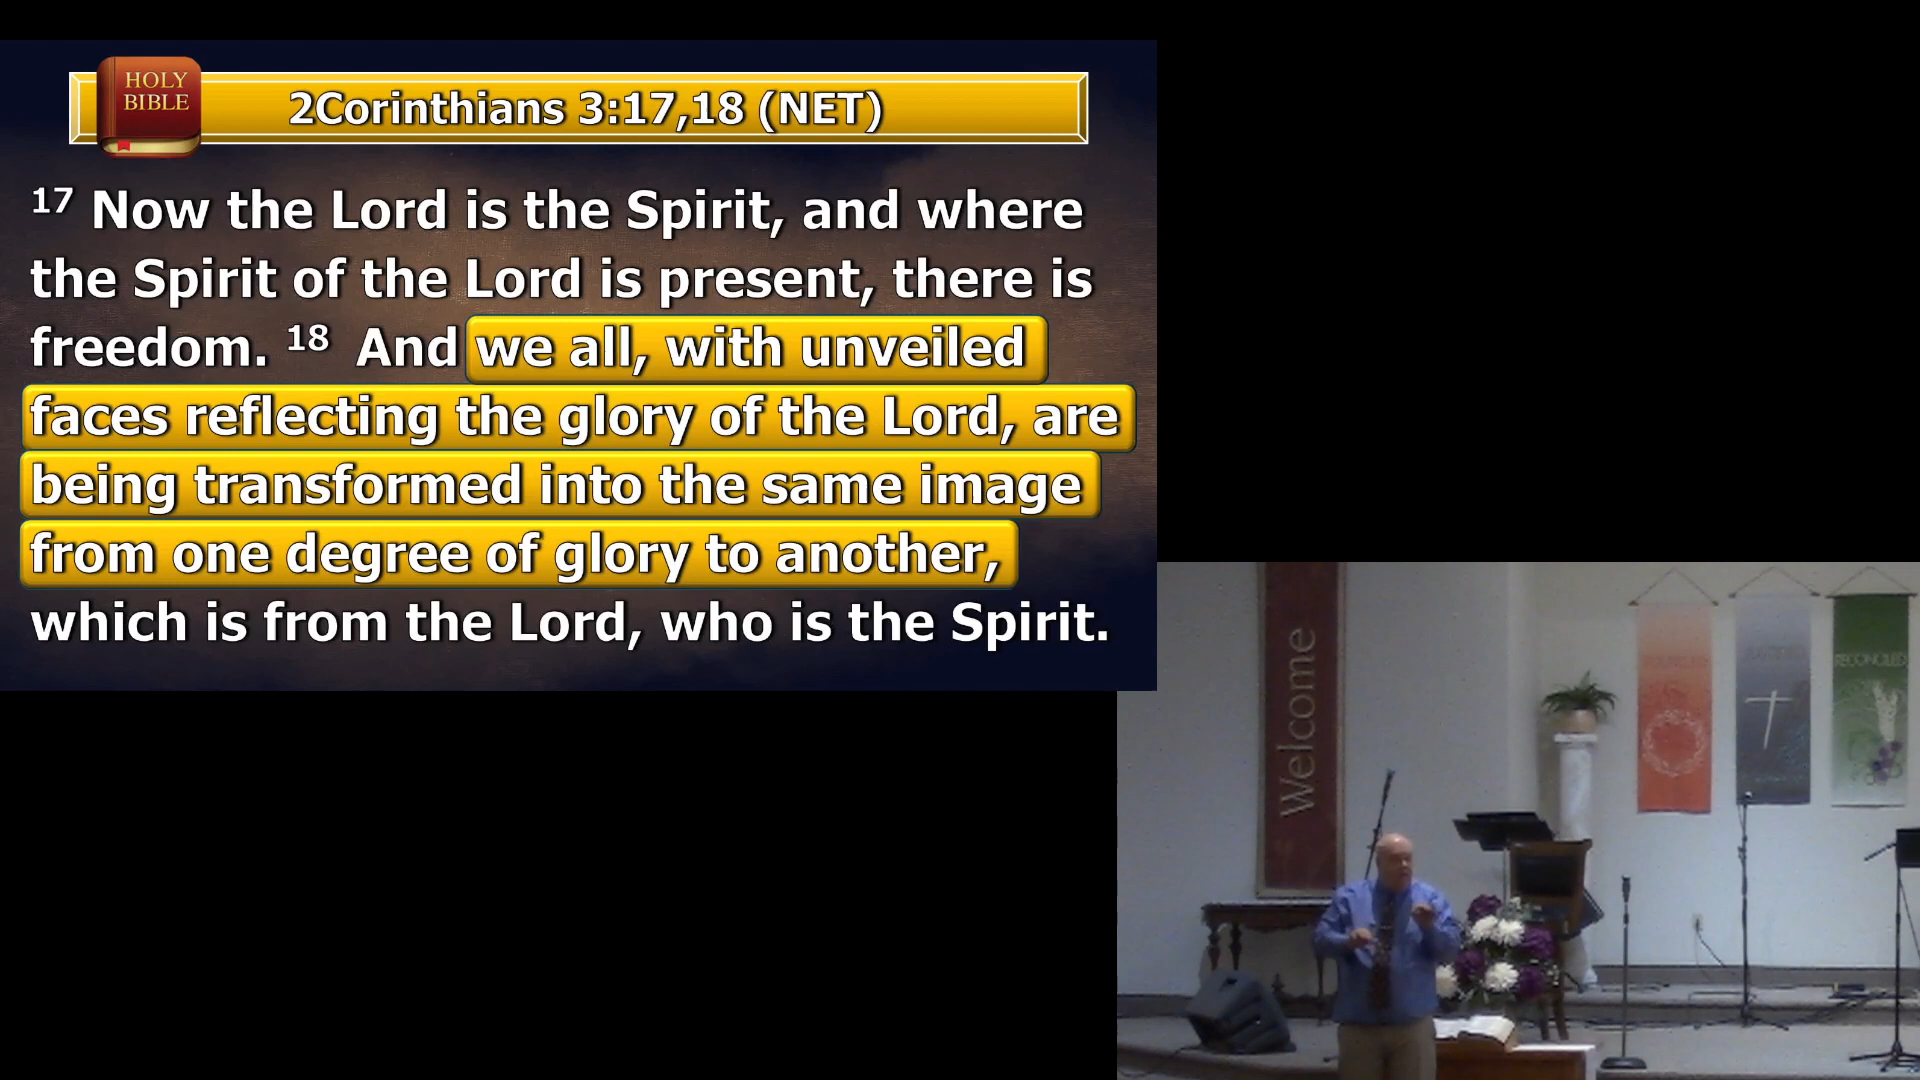 HOLY
BIBLE
2Corinthians 3:17,18 (NET)
17 Now the Lord is the Spirit, and where
the Spirit of the Lord is present, there is
freedom. 18 And we all, with unveiled
faces reflecting the glory of the Lord, are
being transformed into the same image
from one degree of glory to another,
which is from the Lord, who is the Spirit.
Welcome
RECONCILED